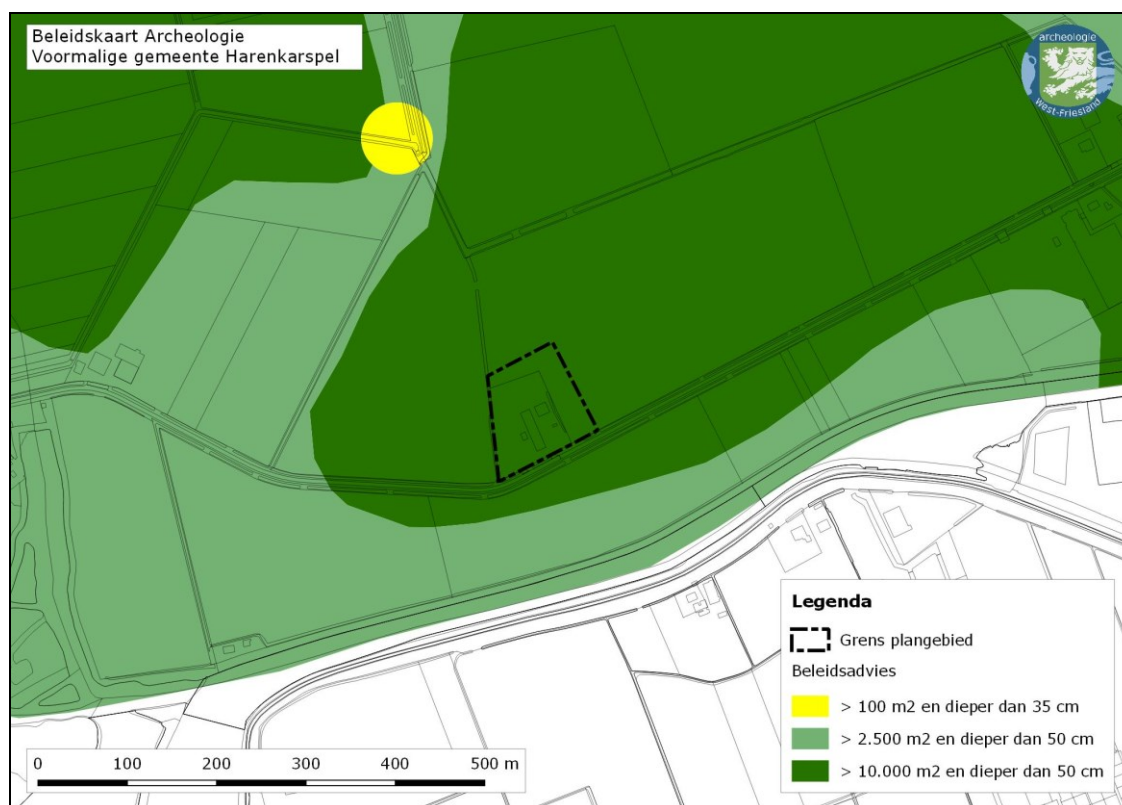 Beleidskaart Archeologie
Voormalige gemeente Harenkarspel
archeologie
West-Friesland
Legenda
Grens plangebied
Beleidsadvies
> 100 m2 en dieper dan 35 cm
> 2.500 m2 en dieper dan 50 cm
> 10.000 m2 en dieper dan 50 cm
0 100 200 300 400 500 m